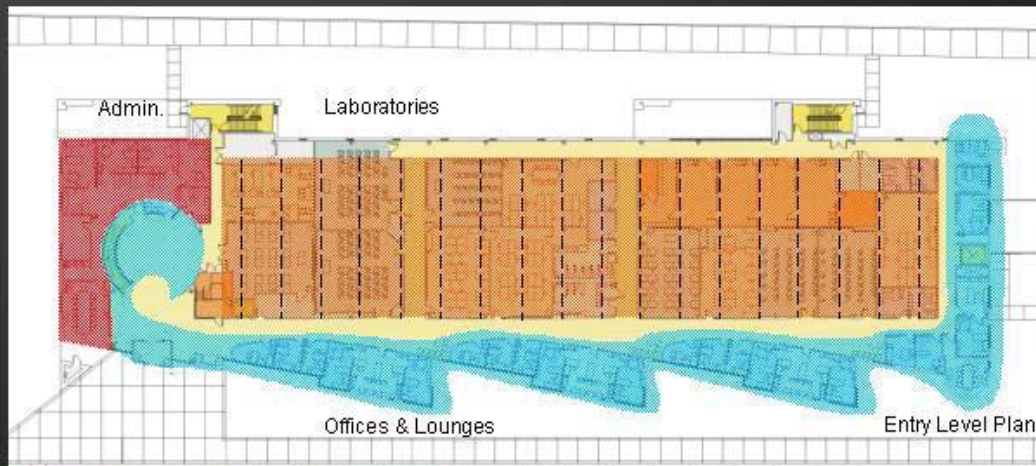 Admin.
Laboratories
Offices & Lounges
Entry Level Plan